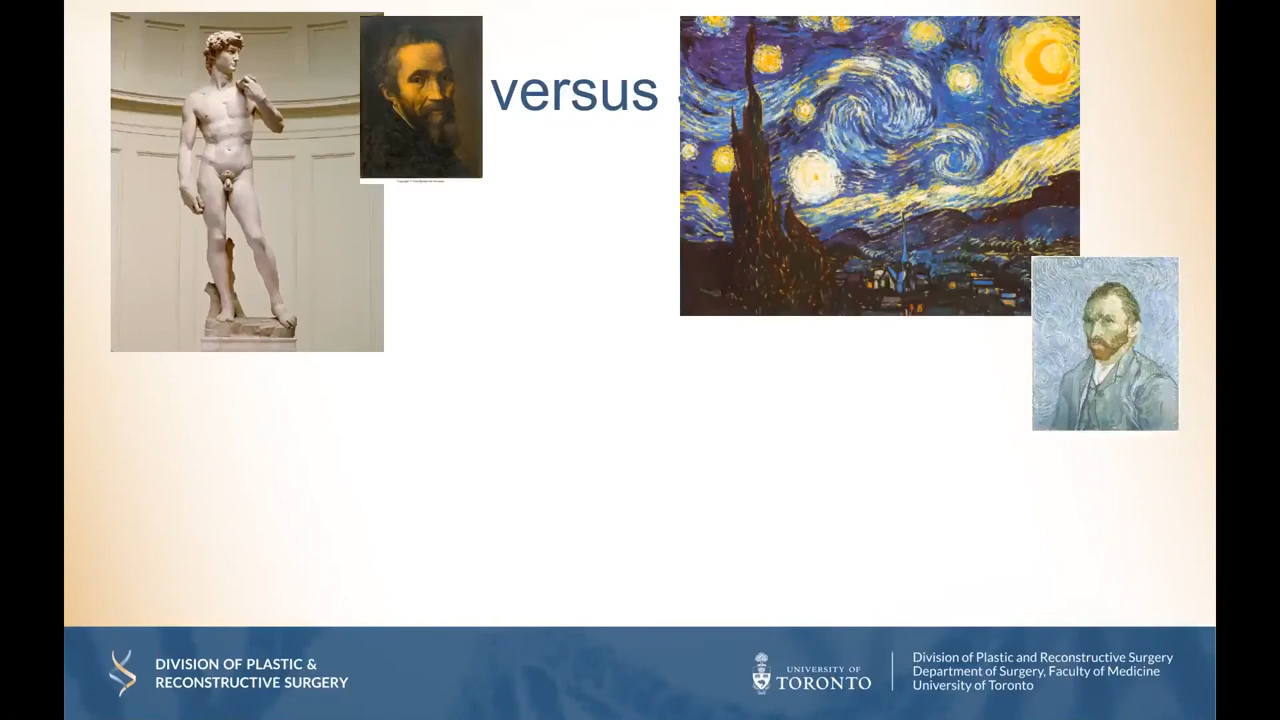 versus
DIVISION OF PLASTIC &
RECONSTRUCTIVE SURGERY
UNIVERSITY OF
TORONTO
Division of Plastic and Reconstructive Surgery
Department of Surgery, Faculty of Medicine
University of Toronto